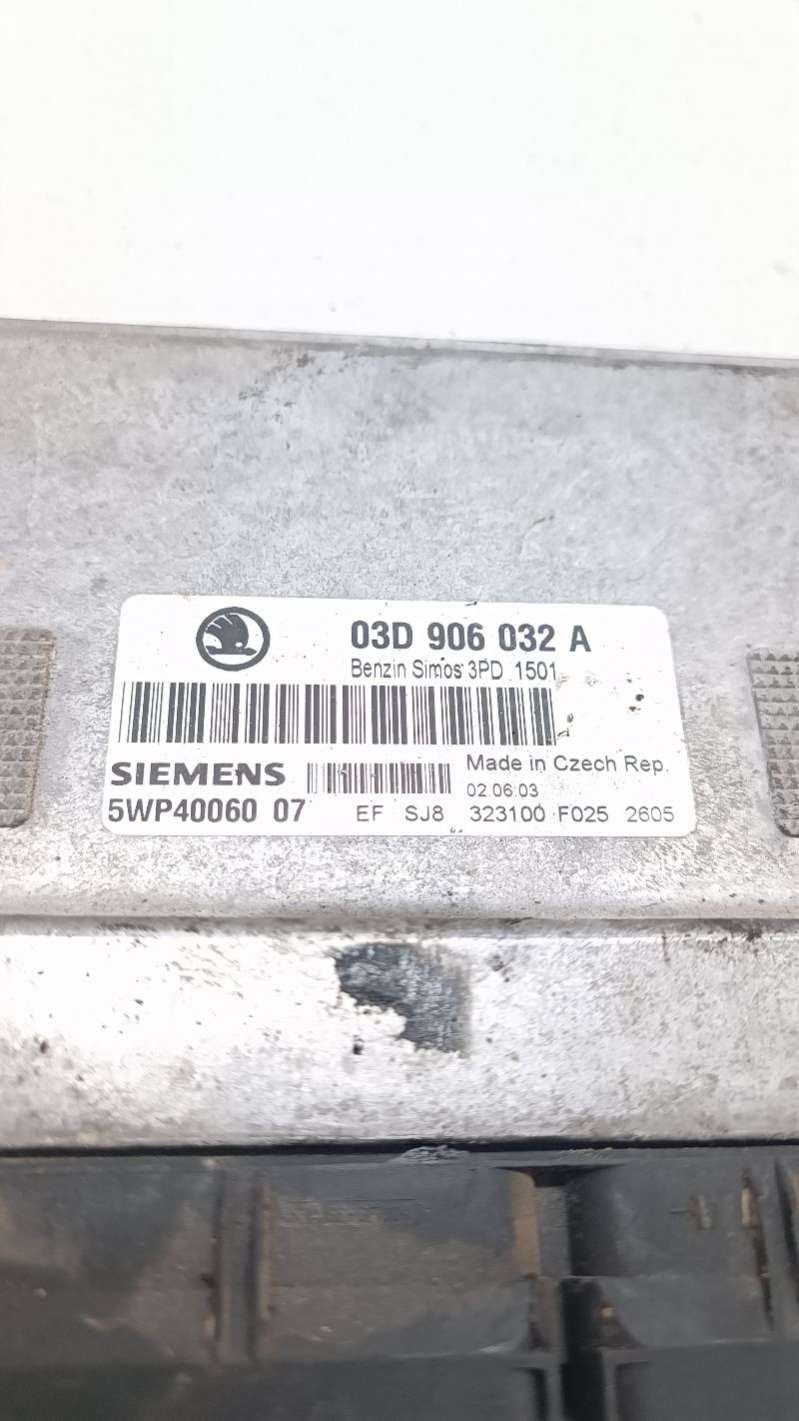 03D 906 032 A
Benzin Simos 3PD 1501
SIEMENS
Made in Czech Rep.
02.06.03
5WP40060 07
EF SJ8 323100 F025 2605